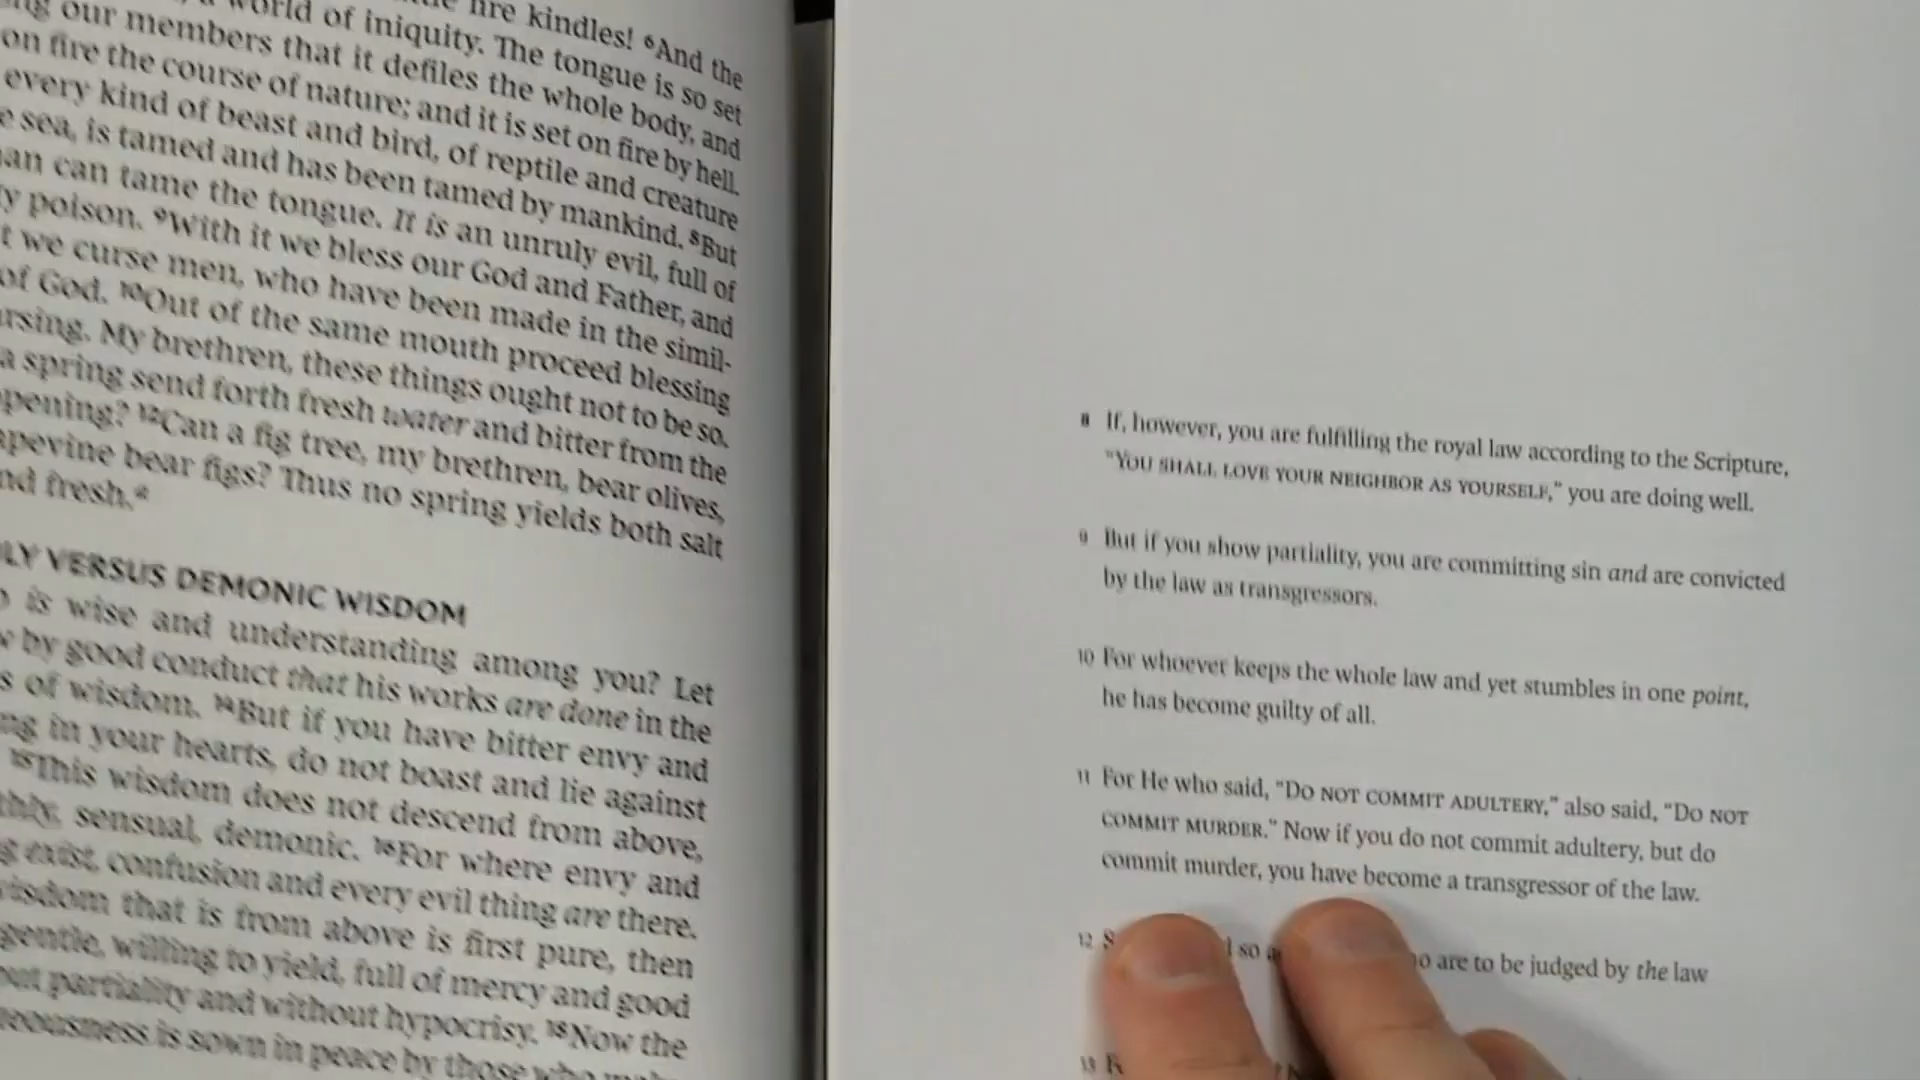 fire kindles! ⁶And the
our members, a world of iniquity. The tongue is so set
our members that it defiles the whole body, and
on fire the course of nature; and it is set on fire by hell.
every kind of beast and bird, of reptile and creature
sea, is tamed and has been tamed by mankind. ⁸But
can tame the tongue. It is an unruly evil, full of
poison. ⁹With it we bless our God and Father, and
we curse men, who have been made in the simil-
of God. ¹⁰Out of the same mouth proceed blessing
My brethren, these things ought not to be so.
a spring send forth fresh water and bitter from the
¹²Can a fig tree, my brethren, bear olives,
bear figs? Thus no spring yields both salt
fresh.ᵃ
VERSUS DEMONIC WISDOM
is wise and understanding among you? Let
by good conduct that his works are done in the
of wisdom. ¹⁴But if you have bitter envy and
in your hearts, do not boast and lie against
¹⁵This wisdom does not descend from above,
sensual, demonic. ¹⁶For where envy and
exist, confusion and every evil thing are there.
that is from above is first pure, then
gentle, willing to yield, full of mercy and good
partiality and without hypocrisy. ¹⁸Now the
is sown in peace by those who
8 If, however, you are fulfilling the royal law according to the Scripture,
“YOU SHALL LOVE YOUR NEIGHBOR AS YOURSELF,” you are doing well.
9 But if you show partiality, you are committing sin and are convicted
by the law as transgressors.
10 For whoever keeps the whole law and yet stumbles in one point,
he has become guilty of all.
11 For He who said, “DO NOT COMMIT ADULTERY,” also said, “DO NOT
COMMIT MURDER.” Now if you do not commit adultery, but do
commit murder, you have become a transgressor of the law.
12 so are to be judged by the law
13